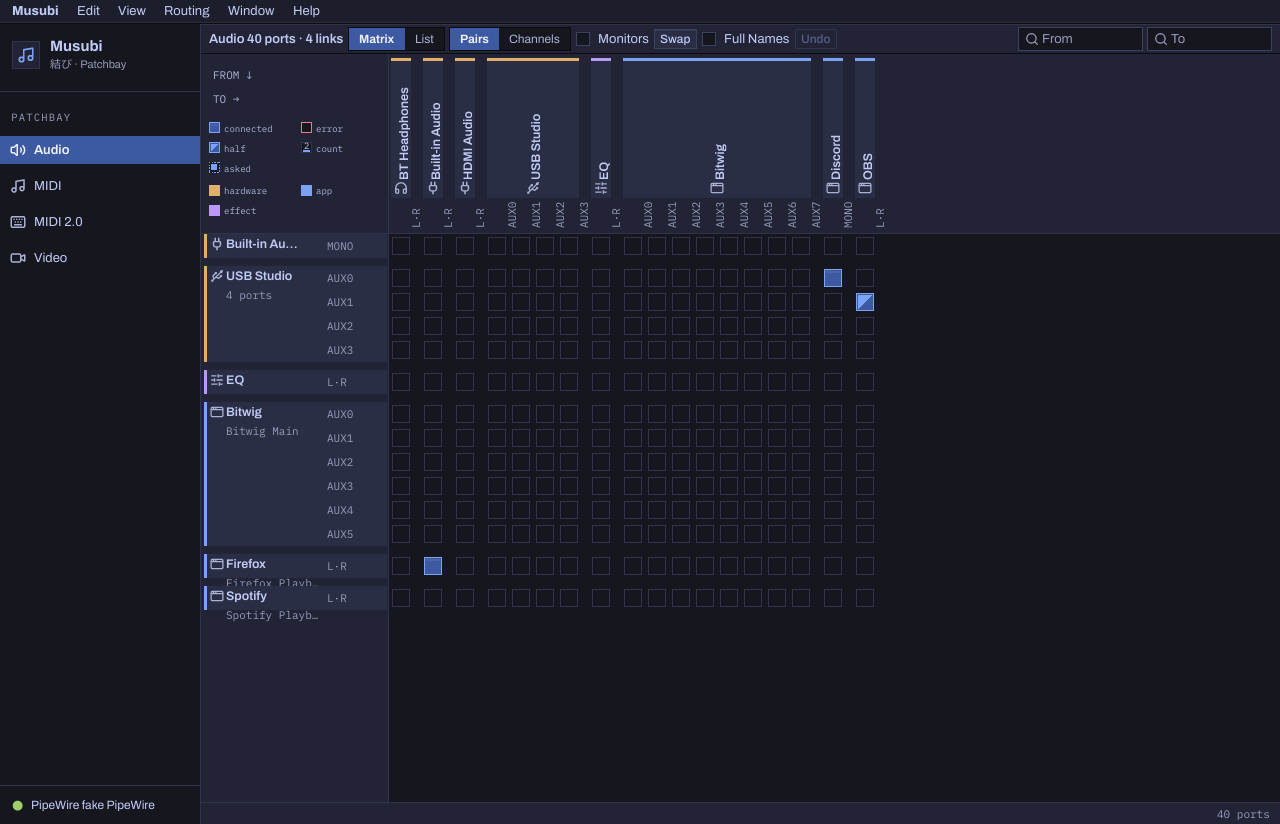 Musubi Edit View Routing Window Help
Musubi
結び · Patchbay
PATCHBAY
Audio
MIDI
MIDI 2.0
Video
PipeWire fake PipeWire
Audio 40 ports · 4 links Matrix List Pairs Channels Monitors Swap Full Names Undo From To
FROM ↓
TO →
connected error
half 2 count
asked
hardware app
effect
BT Headphones
Built-in Audio
HDMI Audio
USB Studio
EQ
Bitwig
Discord
OBS
L·R L·R L·R AUX0 AUX1 AUX2 AUX3 L·R AUX0 AUX1 AUX2 AUX3 AUX4 AUX5 AUX6 AUX7 MONO L·R
Built-in Au… MONO
USB Studio AUX0
4 ports
AUX1
AUX2
AUX3
EQ L·R
Bitwig AUX0
Bitwig Main
AUX1
AUX2
AUX3
AUX4
AUX5
Firefox L·R
Firefox Playb…
Spotify L·R
Spotify Playb…
40 ports